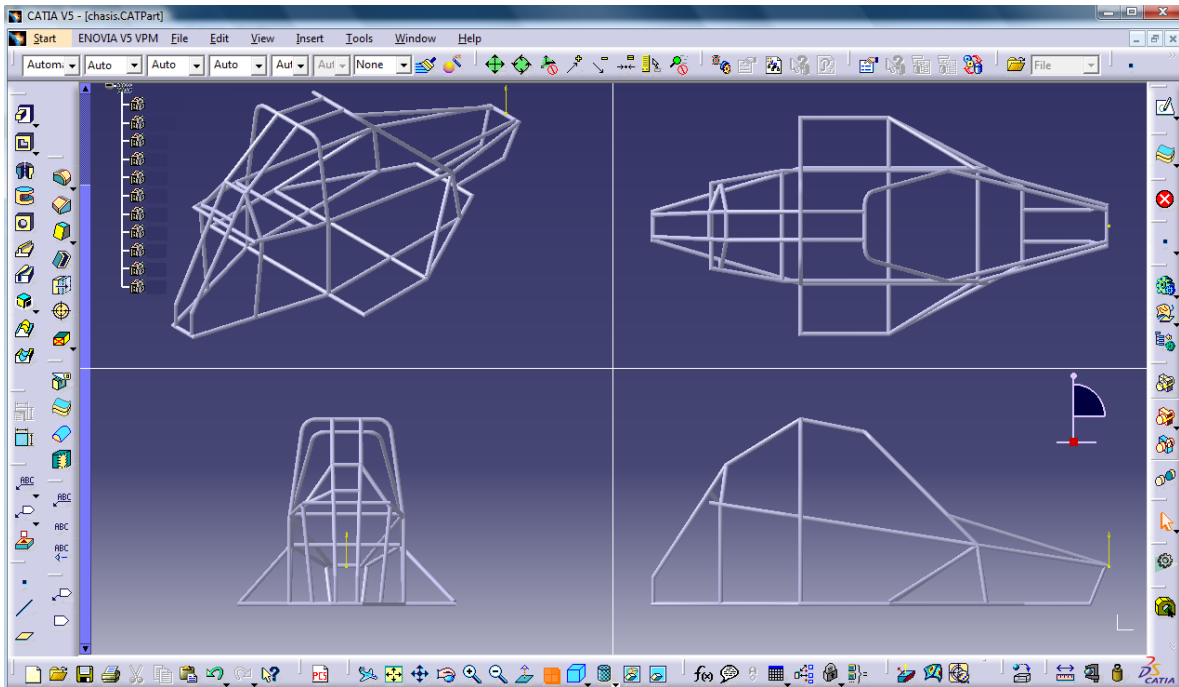 CATIA V5 - [chasis.CATPart]
Start ENOVIA V5 VPM File Edit View Insert Tools Window Help
Auto Auto Auto None File
ABC
ABC
ABC
ABC
PCS f(x)
CATIA